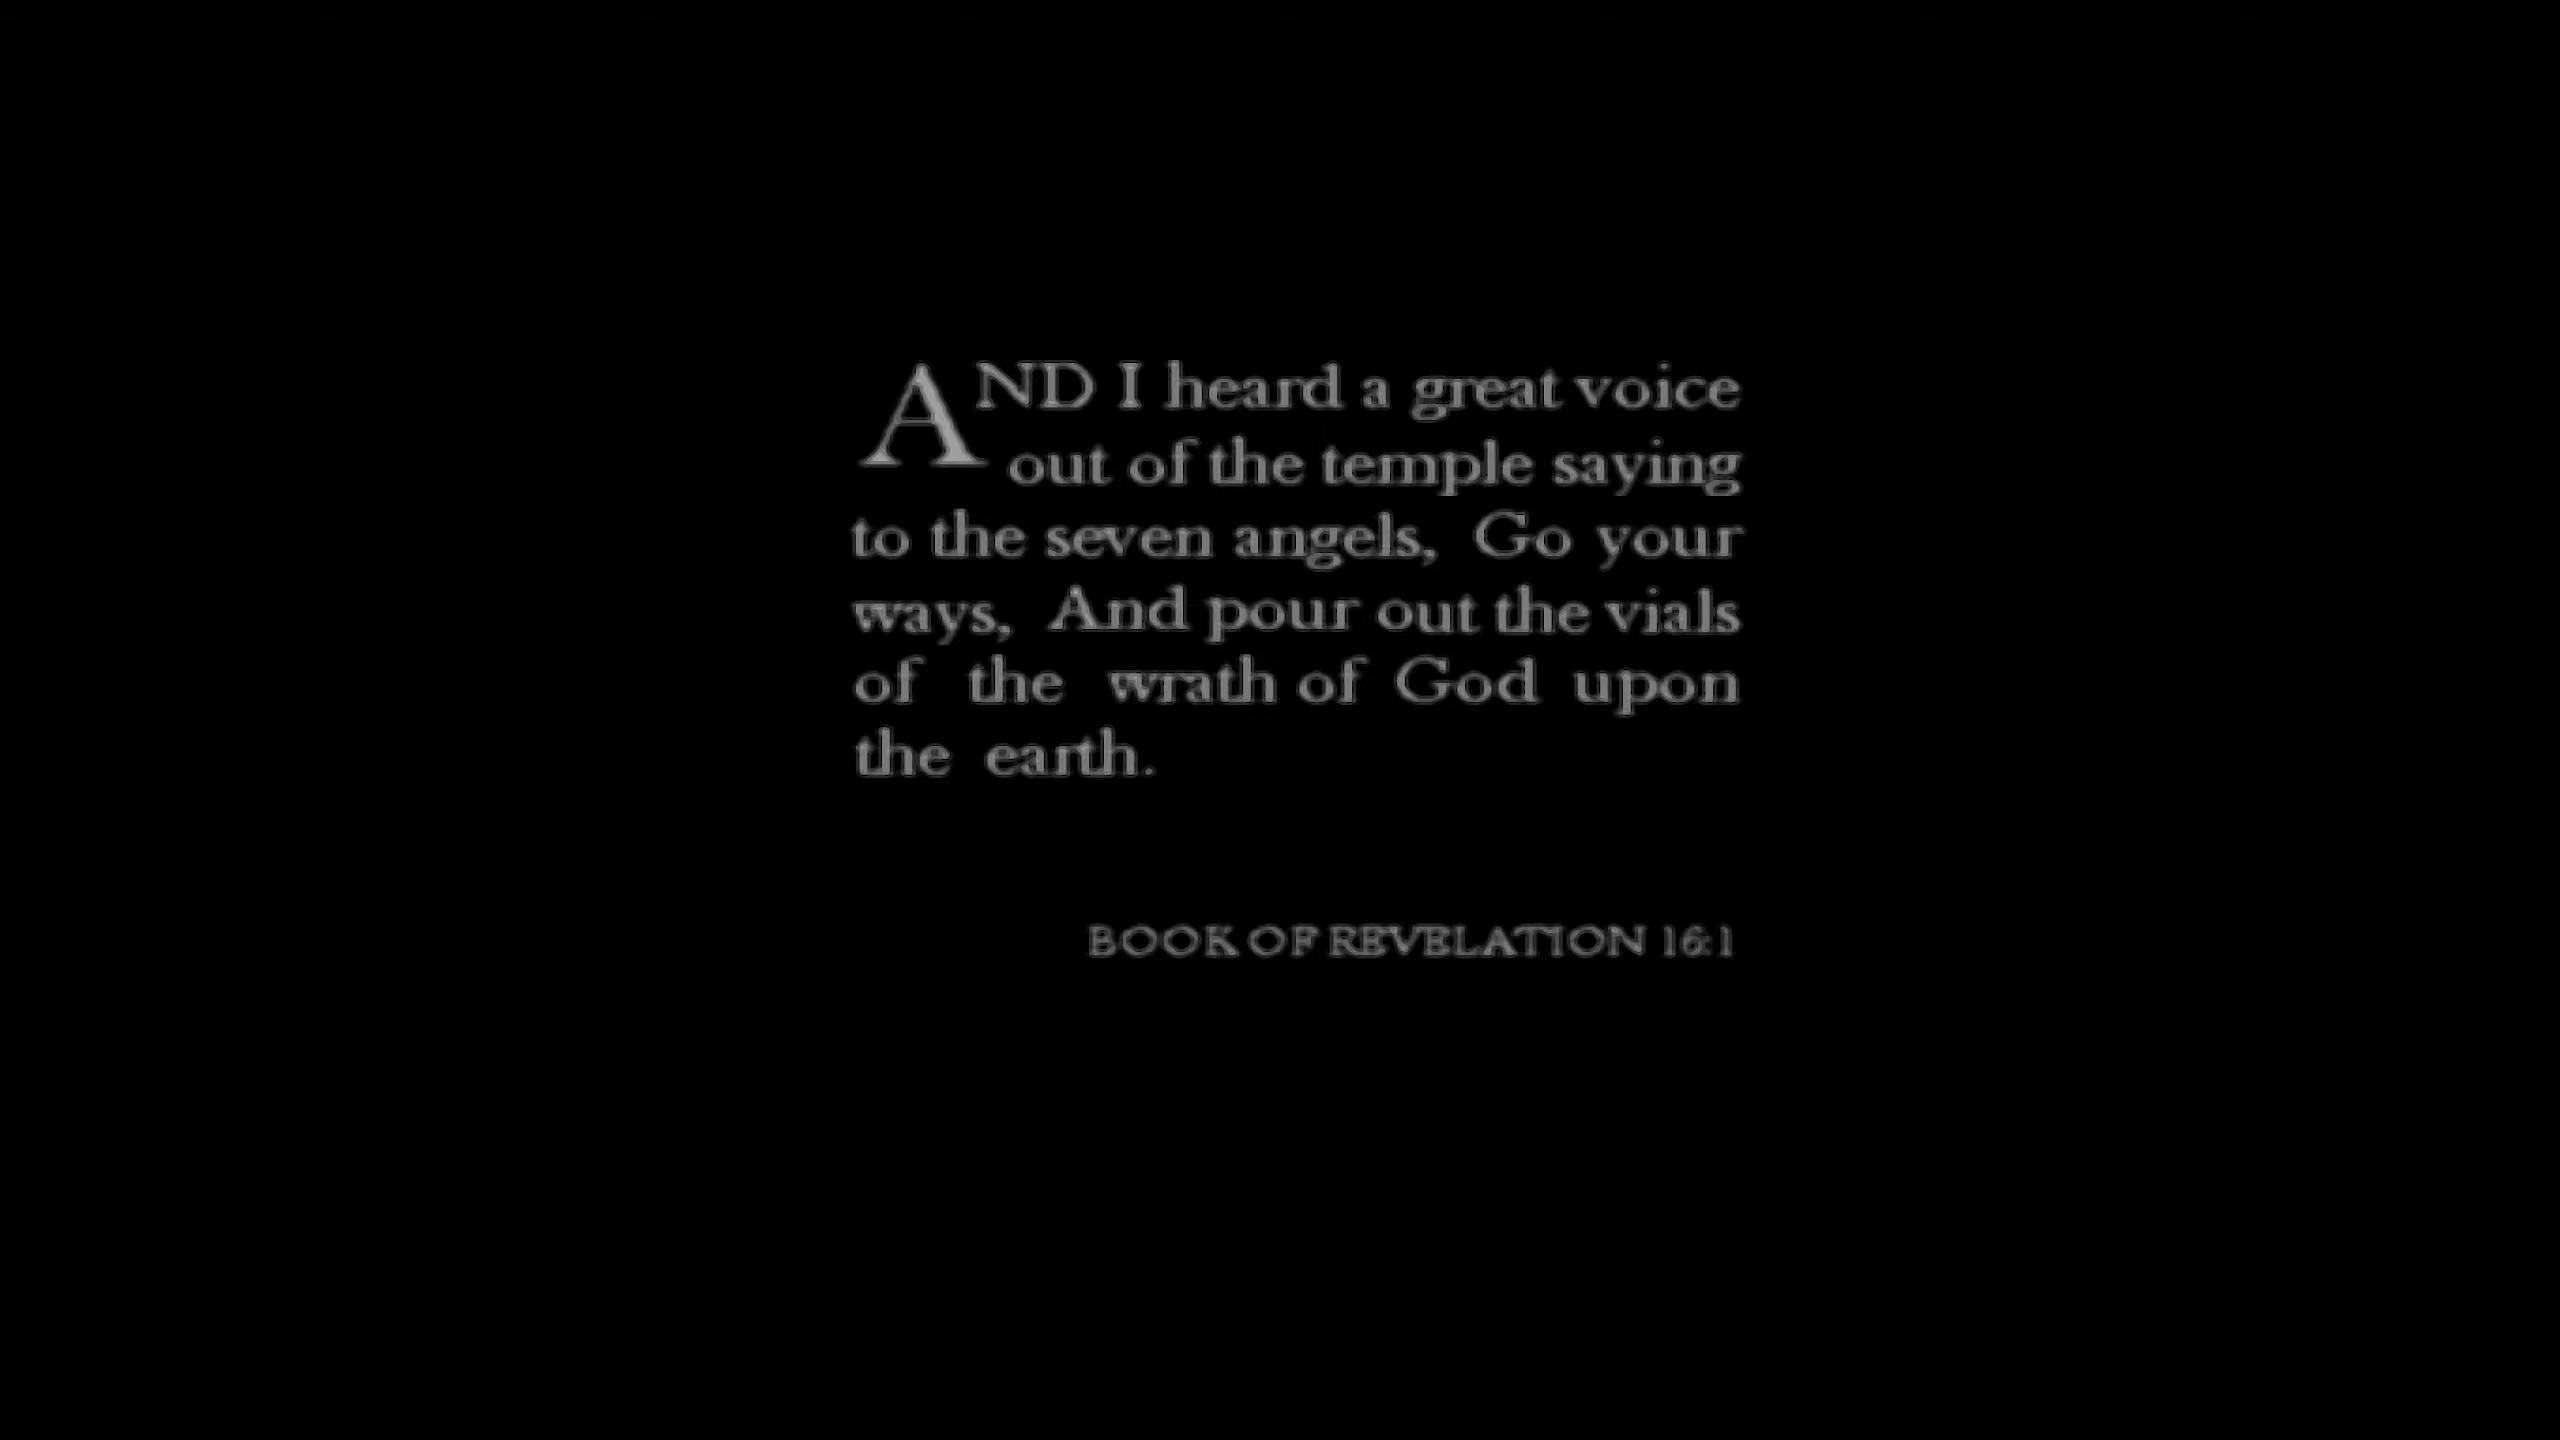 AND I heard a great voice
out of the temple saying
to the seven angels, Go your
ways, And pour out the vials
of the wrath of God upon
the earth.
BOOK OF REVELATION 16:1